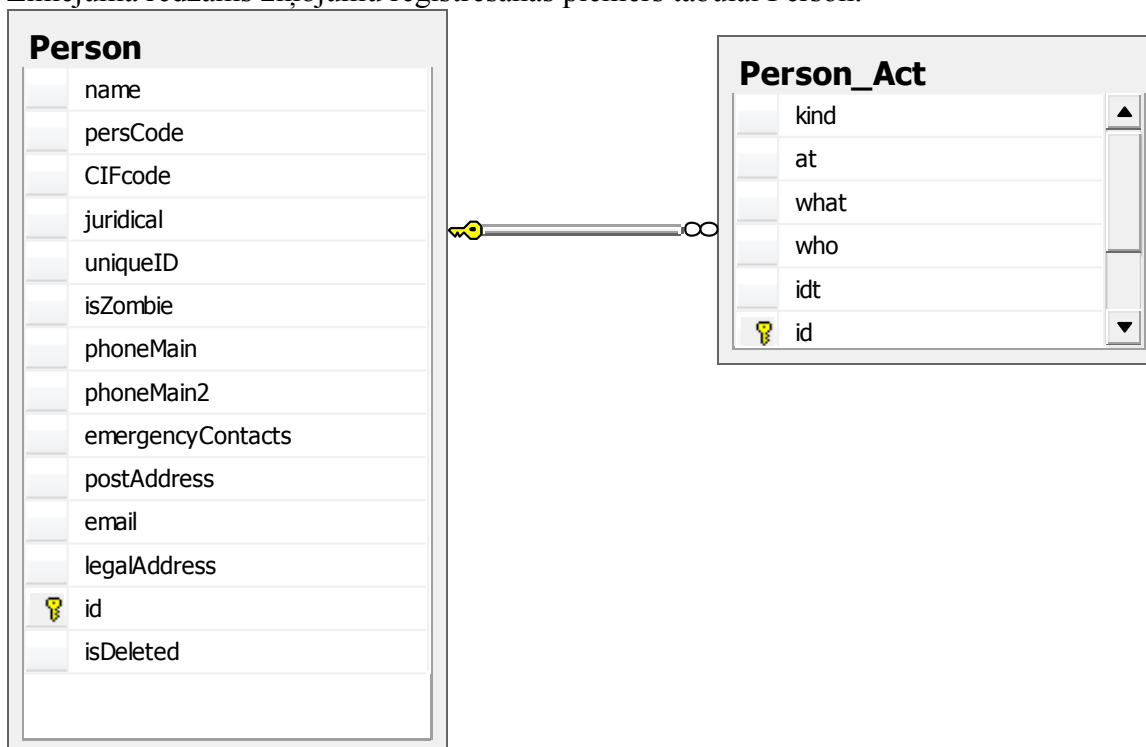 Person
name
persCode
CIFcode
juridical
uniqueID
isZombie
phoneMain
phoneMain2
emergencyContacts
postAddress
email
legalAddress
id
isDeleted
Person_Act
kind
at
what
who
idt
id